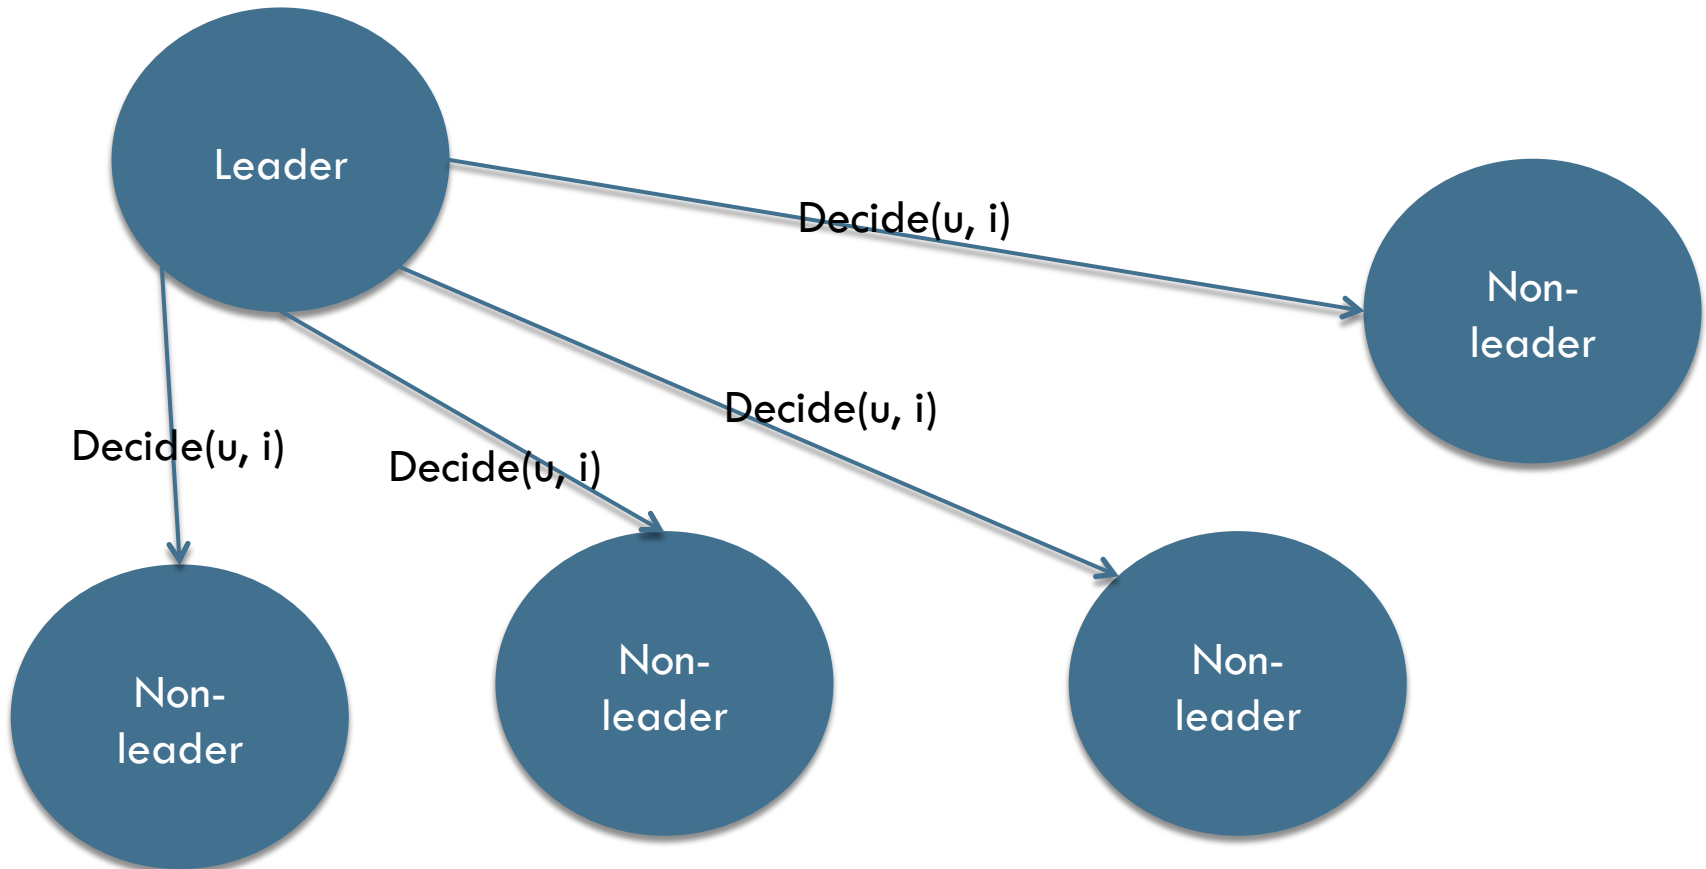 Leader
Decide(u, i)
Non-
leader
Decide(u, i)
Decide(u, i)
Decide(u, i)
Non-
leader
Non-
leader
Non-
leader